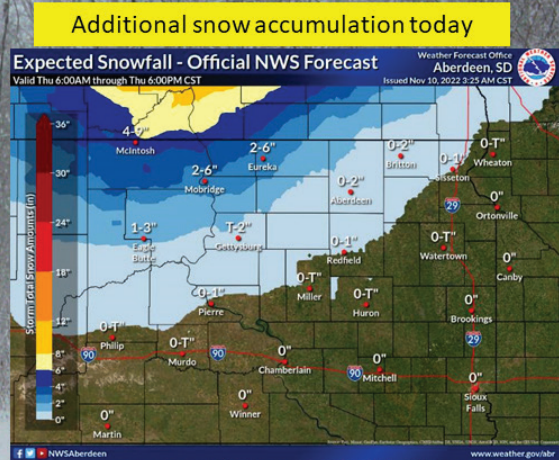 Additional snow accumulation today
Expected Snowfall - Official NWS Forecast
Valid Thu 6:00AM through Thu 6:00PM CST
Weather Forecast Office
Aberdeen, SD
Issued Nov 10, 2022 3:25 AM CST
Storm Total Snow Amounts (in)
36"
30"
24"
18"
12"
8"
6"
4"
2"
0"
4-9"
McIntosh
2-6"
Eureka
0-2"
Britton
0-1"
Sisseton
0-T"
Wheaton
2-6"
Mobridge
0-2"
Aberdeen
0"
Ortonville
1-3"
Eagle
Butte
T-2"
Gettysburg
0-1"
Redfield
29
0-T"
Watertown
0"
Canby
0-1"
Pierre
0-T"
Miller
0-T"
Huron
0"
Brookings
0-T"
Philip
90
0-T"
Murdo
90
0"
Chamberlain
90
0"
Mitchell
29
0"
Sioux
Falls
0"
Martin
0"
Winner
NWSAberdeen
www.weather.gov/abr